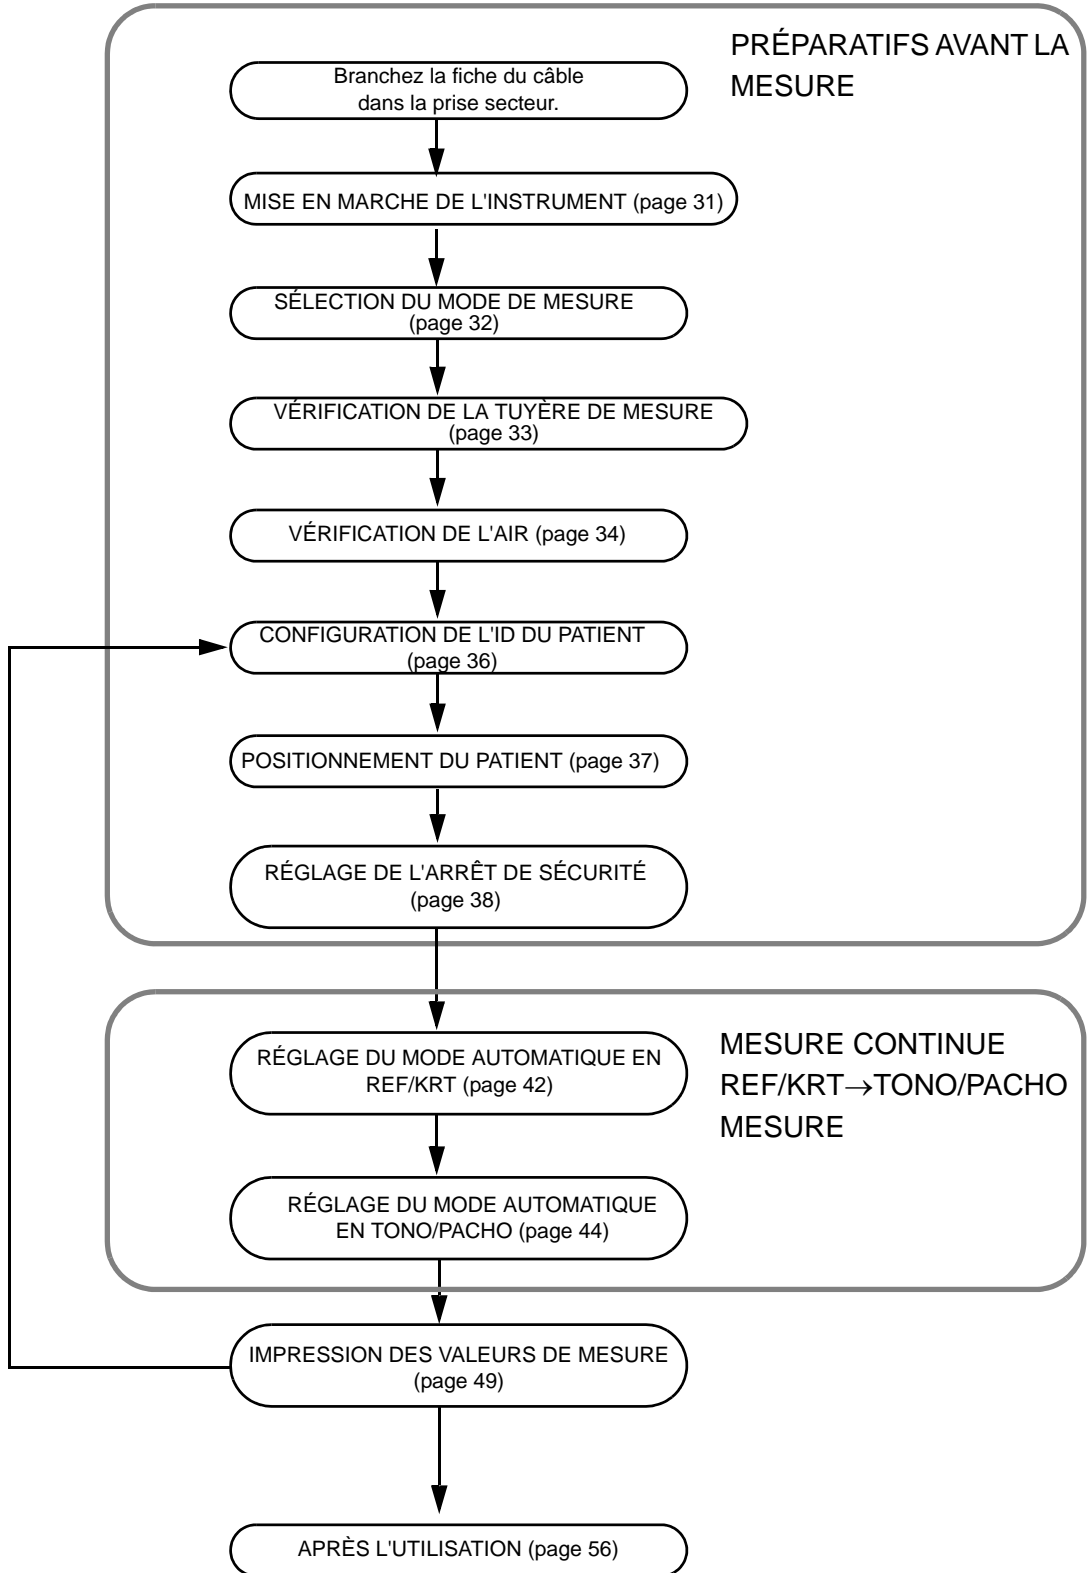 PRÉPARATIFS AVANT LA
MESURE
Branchez la fiche du câble
dans la prise secteur.
MISE EN MARCHE DE L'INSTRUMENT (page 31)
SÉLECTION DU MODE DE MESURE
(page 32)
VÉRIFICATION DE LA TUYÈRE DE MESURE
(page 33)
VÉRIFICATION DE L'AIR (page 34)
CONFIGURATION DE L'ID DU PATIENT
(page 36)
POSITIONNEMENT DU PATIENT (page 37)
RÉGLAGE DE L'ARRÊT DE SÉCURITÉ
(page 38)
MESURE CONTINUE
REF/KRT→TONO/PACHO
MESURE
RÉGLAGE DU MODE AUTOMATIQUE EN
REF/KRT (page 42)
RÉGLAGE DU MODE AUTOMATIQUE
EN TONO/PACHO (page 44)
IMPRESSION DES VALEURS DE MESURE
(page 49)
APRÈS L'UTILISATION (page 56)